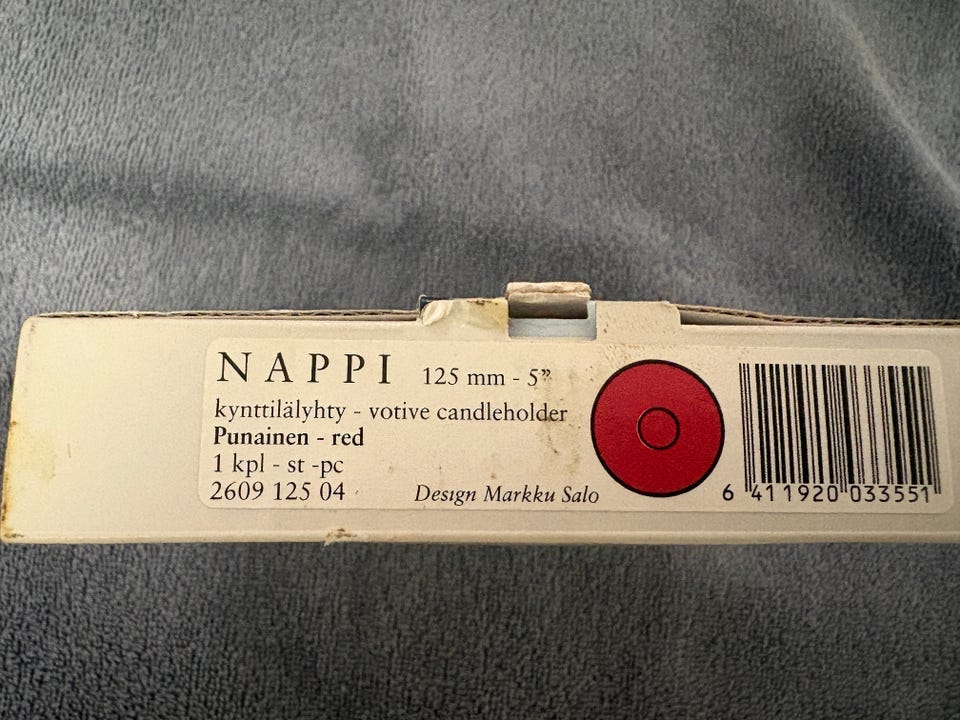 NAPPI 125 mm - 5”
kynttilälyhty - votive candleholder
Punainen - red
1 kpl - st -pc
2609 125 04 Design Markku Salo
6 411920 033551